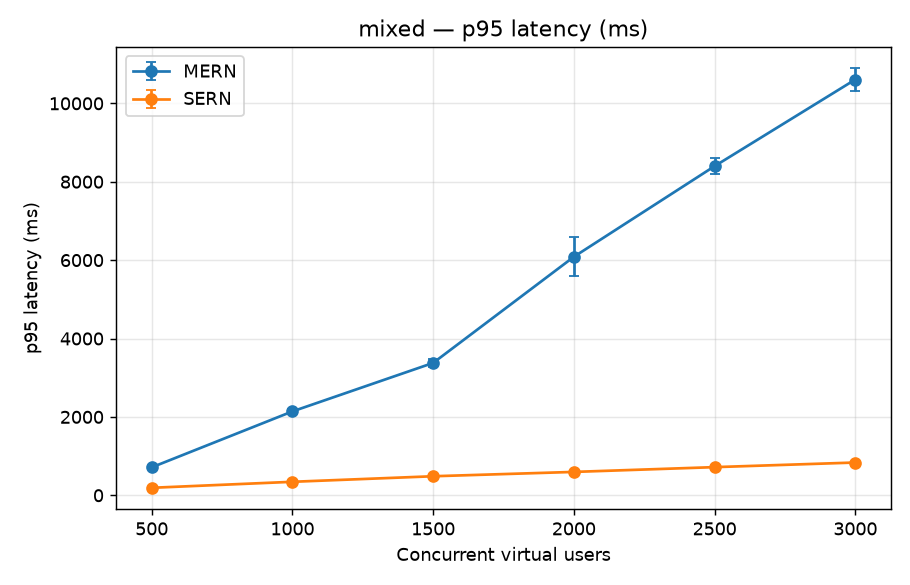 mixed — p95 latency (ms)
MERN
SERN
p95 latency (ms)
10000
8000
6000
4000
2000
0
500 1000 1500 2000 2500 3000
Concurrent virtual users